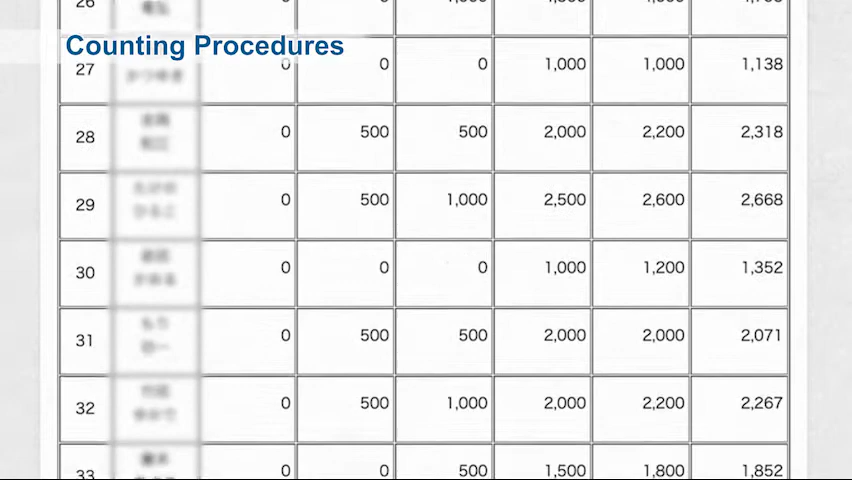 Counting Procedures
27 0 0 0 1,000 1,000 1,138
28 0 500 500 2,000 2,200 2,318
29 0 500 1,000 2,500 2,600 2,668
30 0 0 0 1,000 1,200 1,352
31 0 500 500 2,000 2,000 2,071
32 0 500 1,000 2,000 2,200 2,267
33 0 0 500 1,500 1,800 1,852